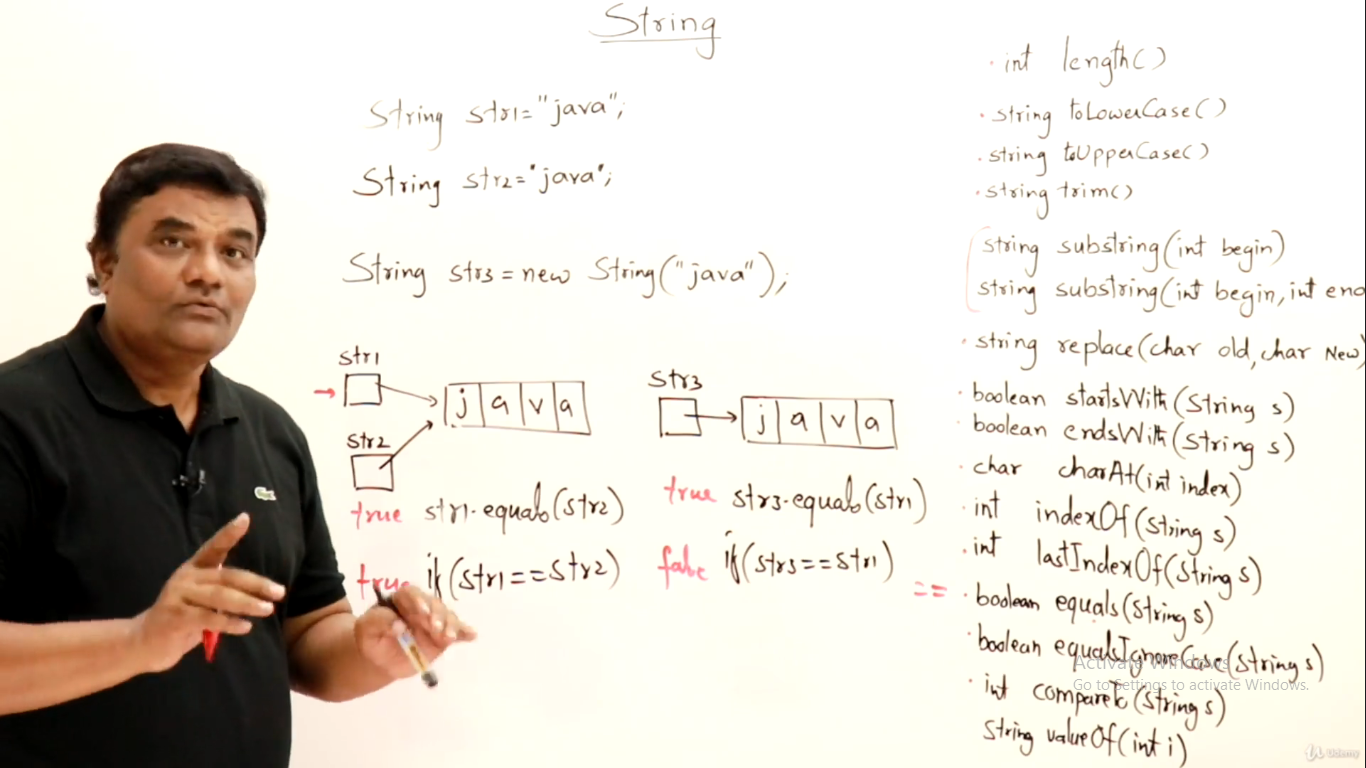 String
String str1="java";
String str2="java";
String str3=new String("java");
str1
j a v a
str2
true str1.equals(str2)
true if(str1==str2)
str3
j a v a
true str3.equals(str1)
false if(str3==str1)
· int length()
· string toLowerCase()
· string toUpperCase()
· string trim()
string substring(int begin)
string substring(int begin, int end
· string replace(char old, char New)
· boolean startsWith(String s)
· boolean endsWith(String s)
· char charAt(int index)
· int indexOf(String s)
· int lastIndexOf(String s)
== · boolean equals(String s)
· boolean equalsIgnoreCase(String s)
· int compareTo(String s)
String valueOf(int i)
Activate Windows
Go to Settings to activate Windows.
Udemy